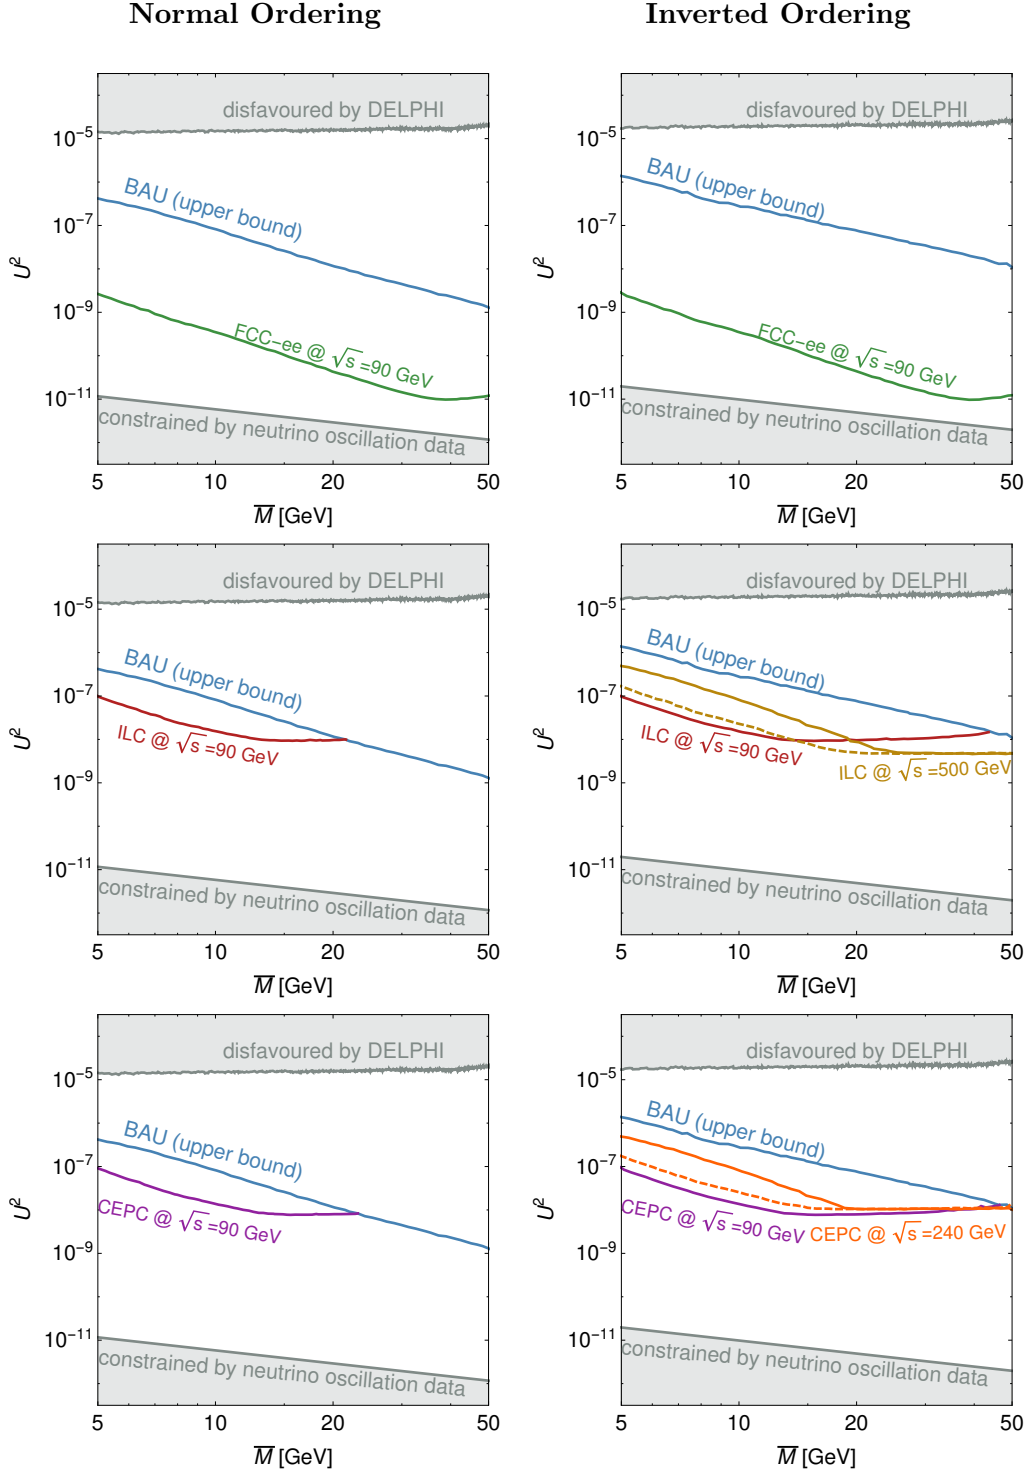 Normal Ordering
Inverted Ordering
disfavoured by DELPHI
BAU (upper bound)
FCC-ee @ √s =90 GeV
constrained by neutrino oscillation data
10⁻⁵
10⁻⁷
10⁻⁹
10⁻¹¹
U²
5 10 20 50
M̅ [GeV]
disfavoured by DELPHI
BAU (upper bound)
FCC-ee @ √s =90 GeV
constrained by neutrino oscillation data
10⁻⁵
10⁻⁷
10⁻⁹
10⁻¹¹
U²
5 10 20 50
M̅ [GeV]
disfavoured by DELPHI
BAU (upper bound)
ILC @ √s =90 GeV
constrained by neutrino oscillation data
10⁻⁵
10⁻⁷
10⁻⁹
10⁻¹¹
U²
5 10 20 50
M̅ [GeV]
disfavoured by DELPHI
BAU (upper bound)
ILC @ √s =90 GeV
ILC @ √s =500 GeV
constrained by neutrino oscillation data
10⁻⁵
10⁻⁷
10⁻⁹
10⁻¹¹
U²
5 10 20 50
M̅ [GeV]
disfavoured by DELPHI
BAU (upper bound)
CEPC @ √s =90 GeV
constrained by neutrino oscillation data
10⁻⁵
10⁻⁷
10⁻⁹
10⁻¹¹
U²
5 10 20 50
M̅ [GeV]
disfavoured by DELPHI
BAU (upper bound)
CEPC @ √s =90 GeV
CEPC @ √s =240 GeV
constrained by neutrino oscillation data
10⁻⁵
10⁻⁷
10⁻⁹
10⁻¹¹
U²
5 10 20 50
M̅ [GeV]